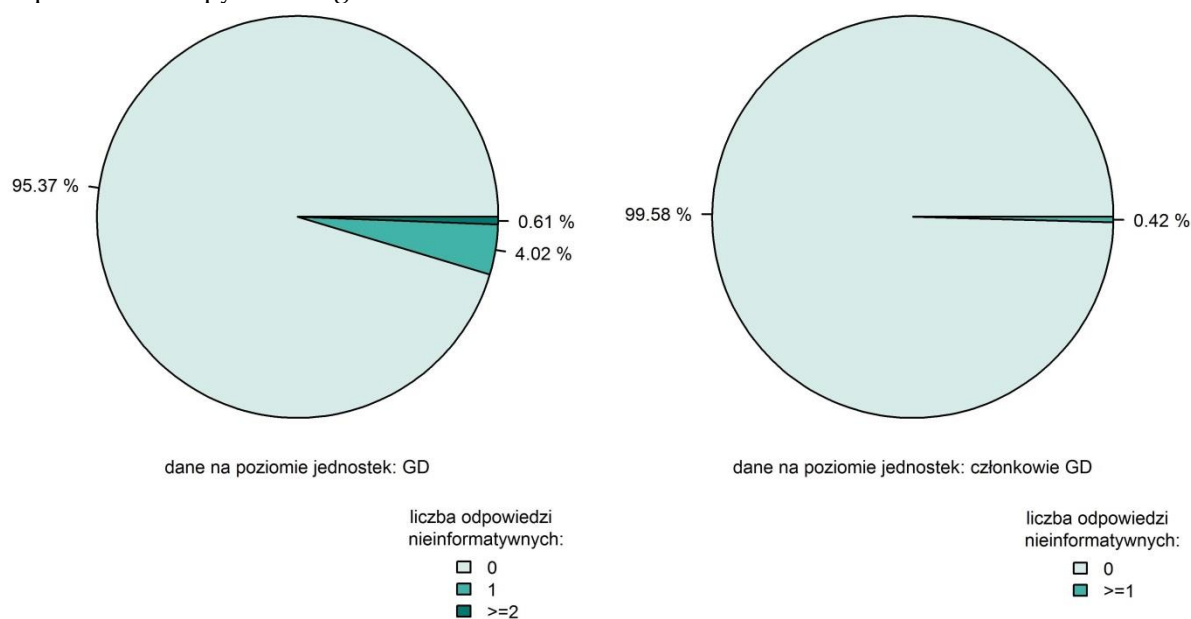 95.37 %
0.61 %
4.02 %
99.58 %
0.42 %
dane na poziomie jednostek: GD
dane na poziomie jednostek: członkowie GD
liczba odpowiedzi
nieinformatywnych:
0
1
>=2
liczba odpowiedzi
nieinformatywnych:
0
>=1